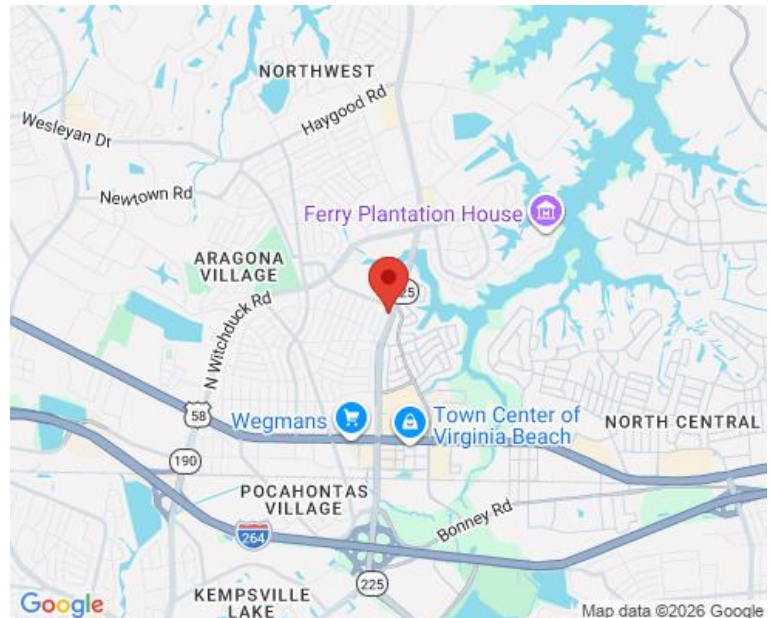 NORTHWEST
Haygood Rd
Wesleyan Dr
Newtown Rd
Ferry Plantation House
ARAGONA
VILLAGE
25
N Witchduck Rd
58
Wegmans
Town Center of
Virginia Beach
NORTH CENTRAL
190
POCAHONTAS
VILLAGE
Bonney Rd
264
225
KEMPSVILLE
LAKE
Google
Map data ©2026 Google